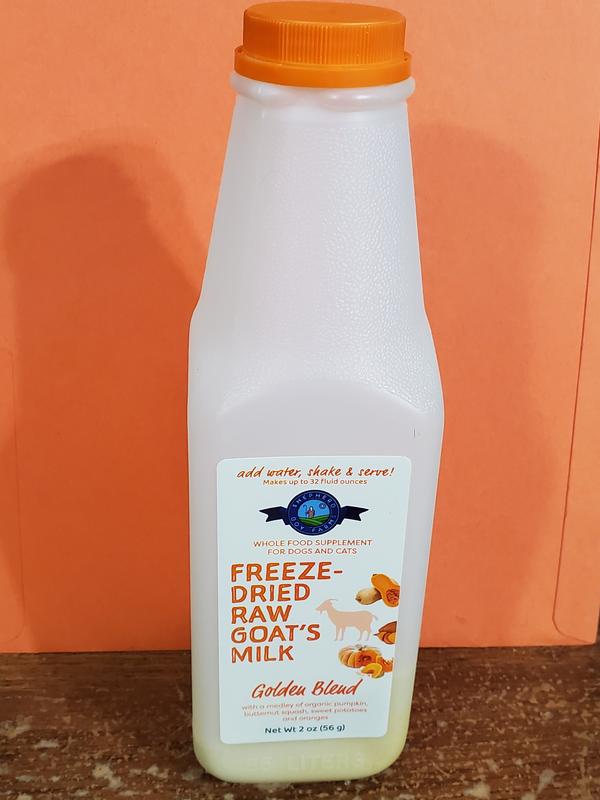 add water, shake & serve!
Makes up to 32 fluid ounces
SHEPHERD
BOY FARMS
WHOLE FOOD SUPPLEMENT
FOR DOGS AND CATS
FREEZE-
DRIED
RAW
GOAT'S
MILK
Golden Blend
with a medley of organic pumpkin,
butternut squash, sweet potatoes
and oranges
Net Wt 2 oz (56 g)
LITERS